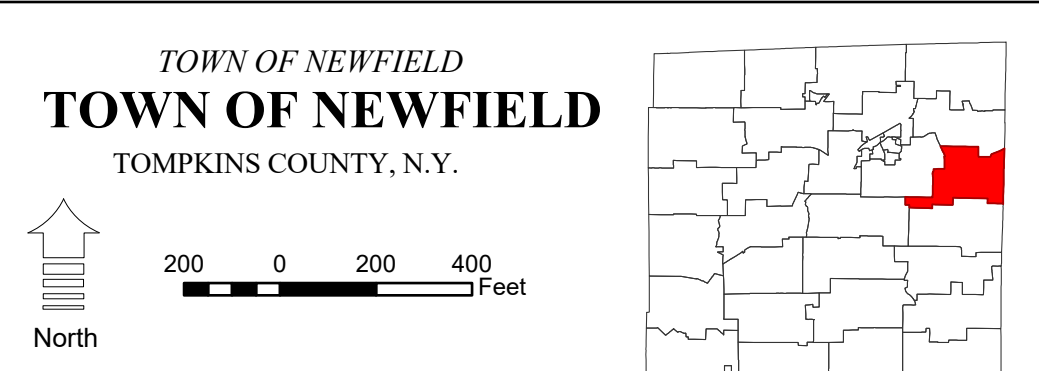 TOWN OF NEWFIELD
TOWN OF NEWFIELD
TOMPKINS COUNTY, N.Y.
200 0 200 400
Feet
North